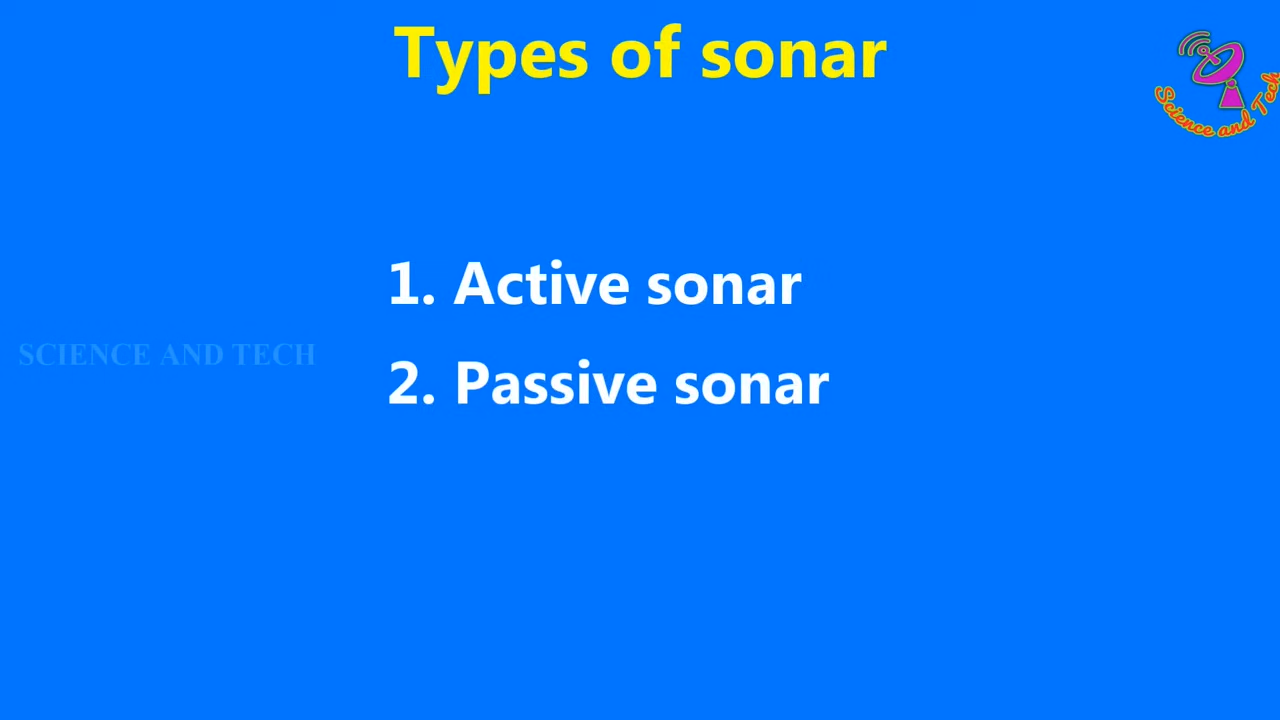 Types of sonar
Science and Tech
1. Active sonar
SCIENCE AND TECH
2. Passive sonar